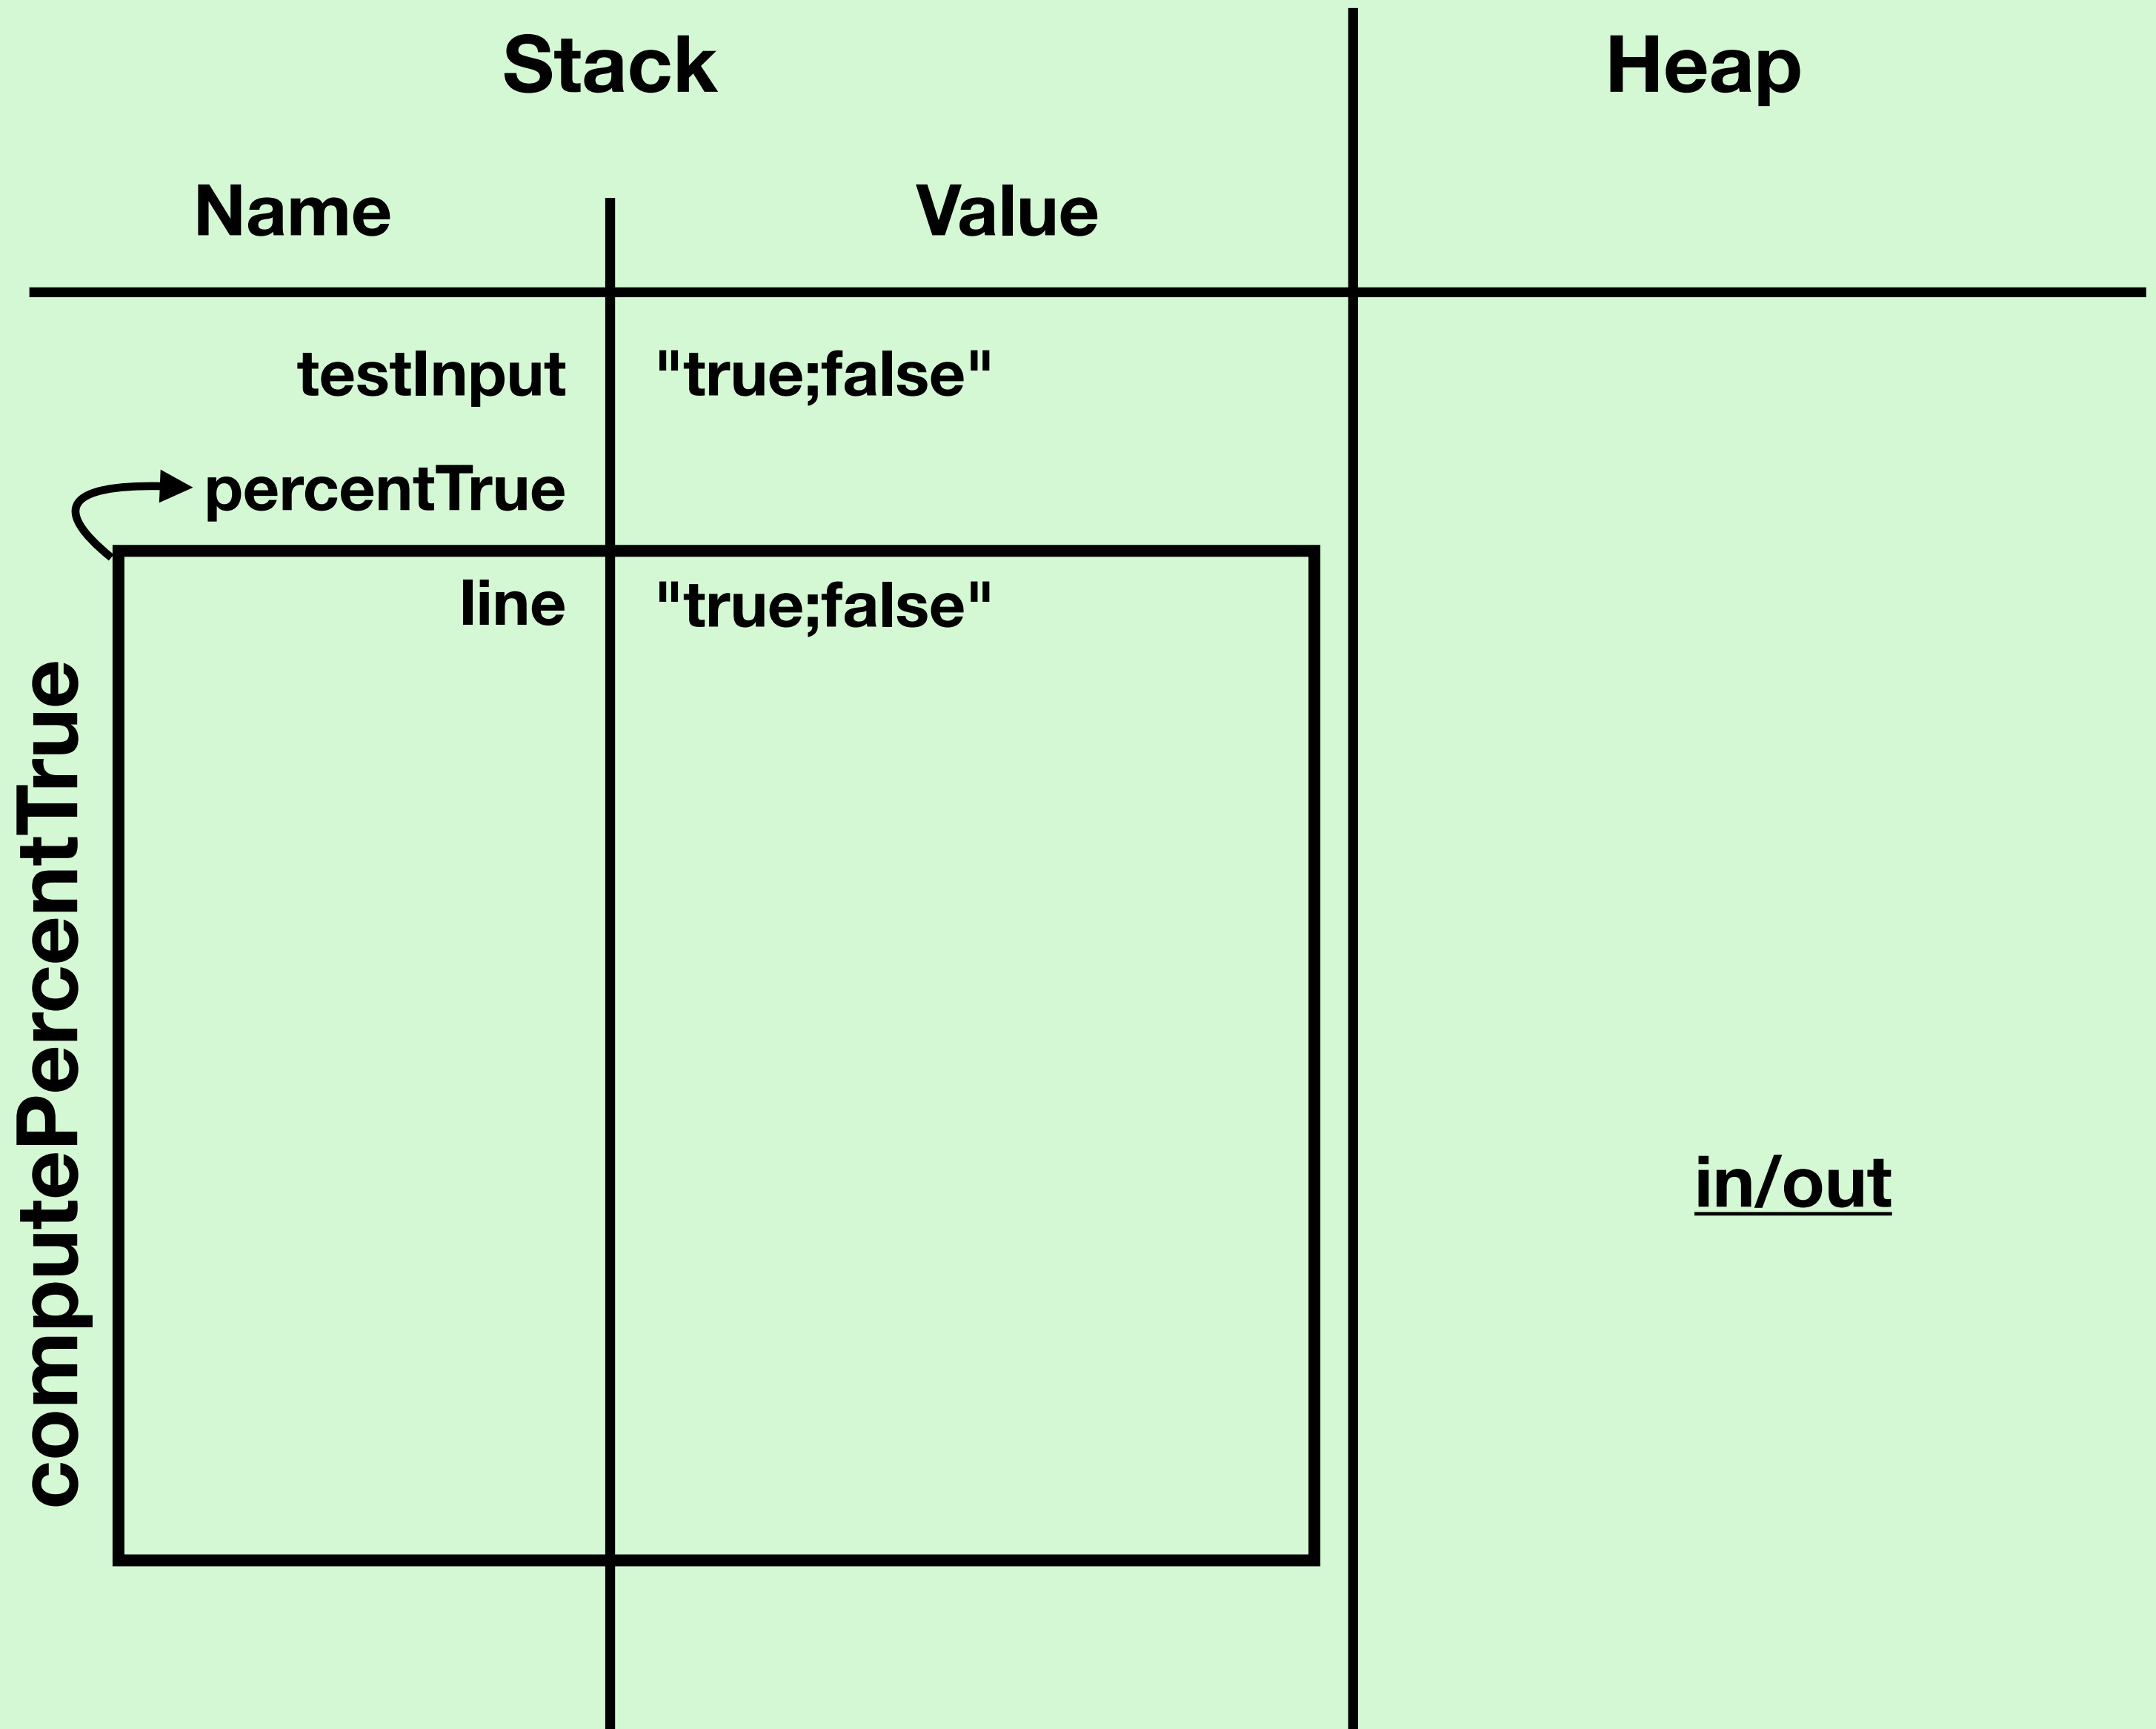 Stack
Heap
Name
Value
testInput
"true;false"
percentTrue
line
"true;false"
computePercentTrue
in/out